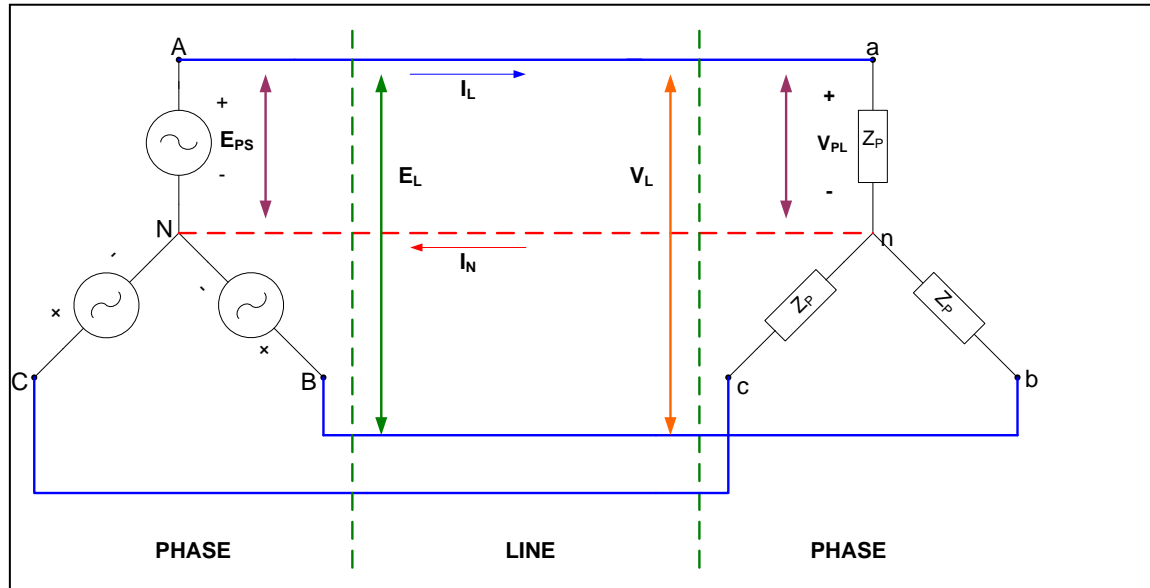 A
a
I_L
+
+
E_PS
E_L
V_L
V_PL
Z_P
-
-
N
n
I_N
-
-
Z_P
Z_P
+
+
C
B
c
b
PHASE
LINE
PHASE